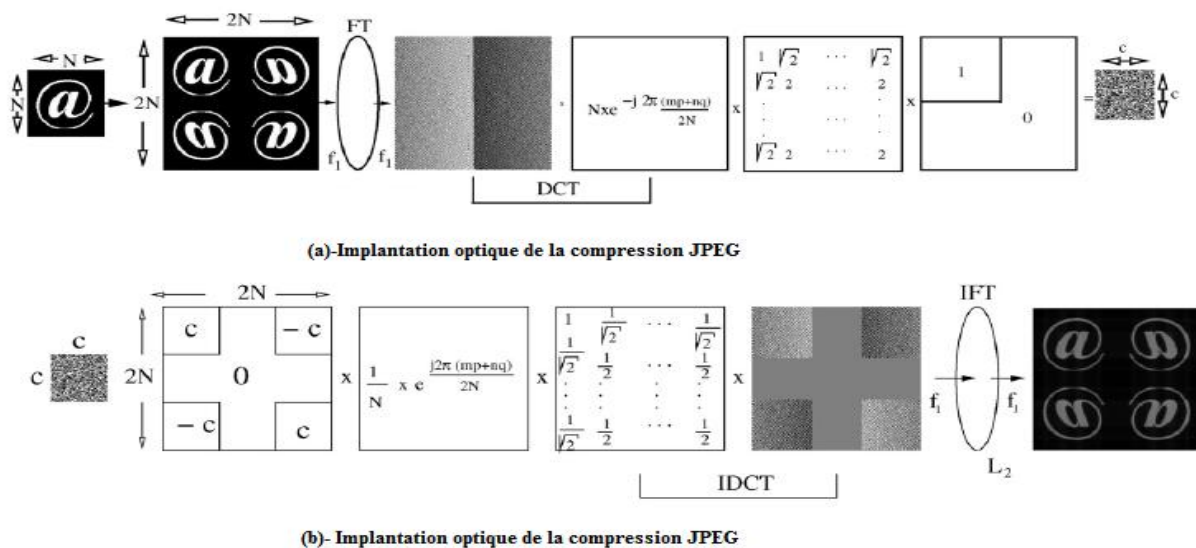 2N
FT
N
N
a
2N
a a
a a
f1 f1
.
Nxe -j 2π (mp+nq) / 2N
x
1 √2 ... √2
√2 2 ... 2
. . .
. . .
. . .
√2 2 ... 2
x
1
0
=
c
c
DCT
(a)-Implantation optique de la compression JPEG
2N
c
c
2N
c - c
0
- c c
x
1 / N x e j2π (mp+nq) / 2N
x
1 1/√2 ... 1/√2
1/√2 1/2 ... 1/2
. . .
. . .
. . .
1/√2 1/2 ... 1/2
x
IFT
f1 f1
L2
a a
a a
IDCT
(b)- Implantation optique de la compression JPEG